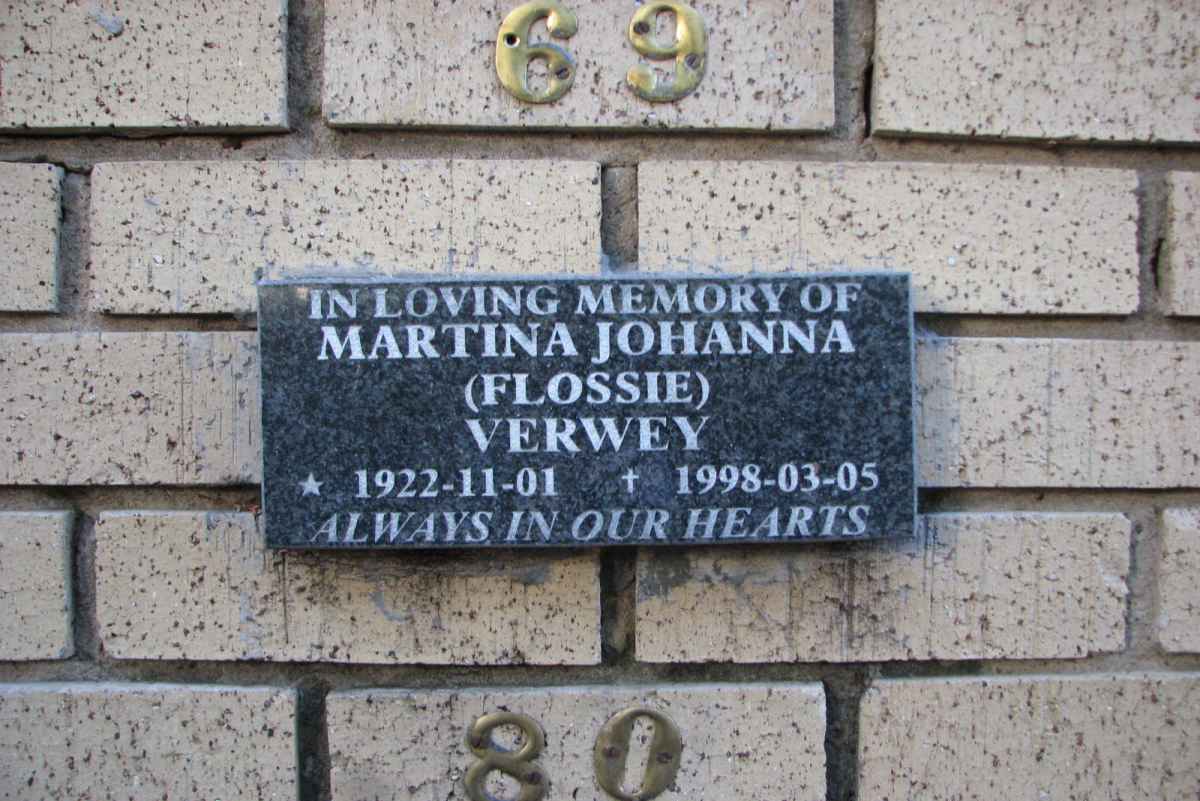 69
IN LOVING MEMORY OF
MARTINA JOHANNA
(FLOSSIE)
VERWEY
★ 1922-11-01 ✝ 1998-03-05
ALWAYS IN OUR HEARTS
80